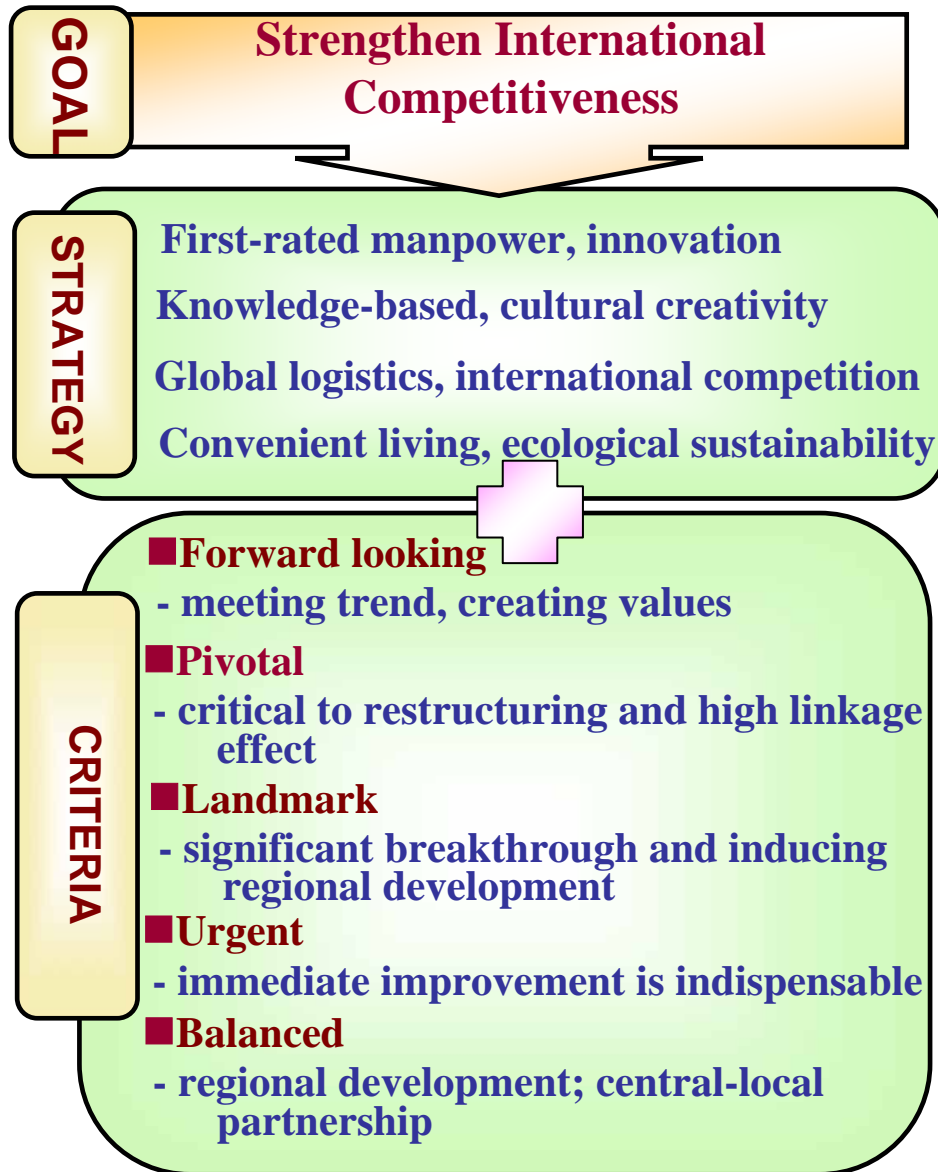 GOAL
Strengthen International
Competitiveness
STRATEGY
First-rated manpower, innovation
Knowledge-based, cultural creativity
Global logistics, international competition
Convenient living, ecological sustainability
CRITERIA
■Forward looking
- meeting trend, creating values
■Pivotal
- critical to restructuring and high linkage
effect
■Landmark
- significant breakthrough and inducing
regional development
■Urgent
- immediate improvement is indispensable
■Balanced
- regional development; central-local
partnership